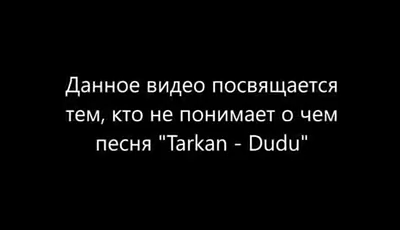 Данное видео посвящается
тем, кто не понимает о чем
песня "Tarkan - Dudu"